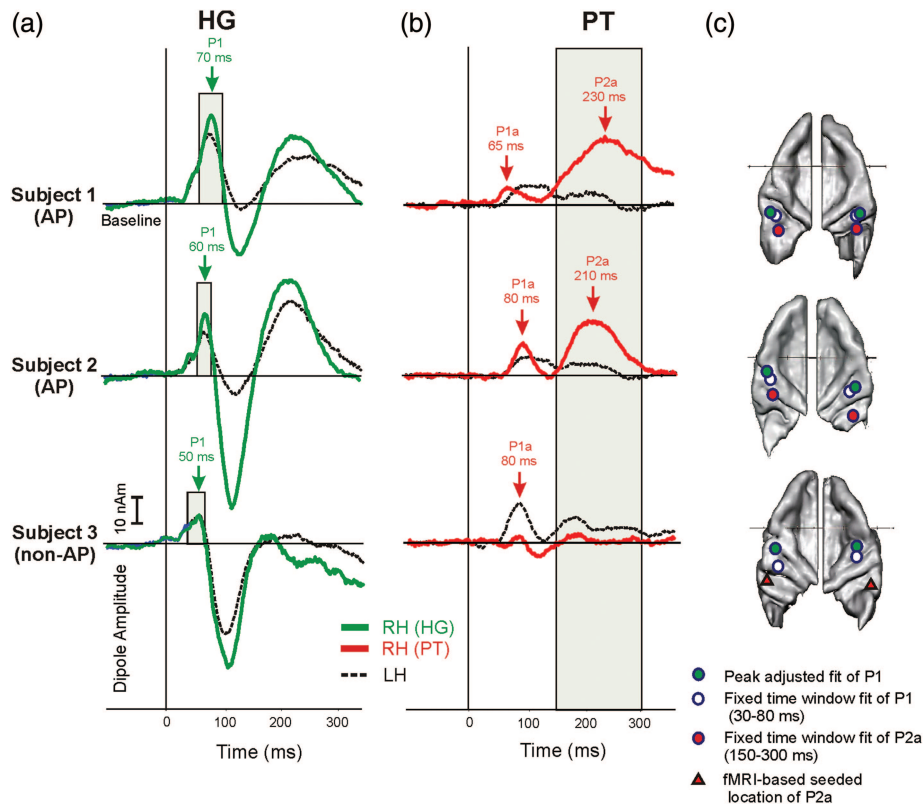 (a)
HG
(b)
PT
(c)
P1
70 ms
P2a
230 ms
P1a
65 ms
Subject 1
(AP)
Baseline
P1
60 ms
P2a
210 ms
P1a
80 ms
Subject 2
(AP)
P1
50 ms
P1a
80 ms
10 nAm
Subject 3
(non-AP)
Dipole Amplitude
RH (HG)
RH (PT)
LH
0 100 200 300
Time (ms)
0 100 200 300
Time (ms)
Peak adjusted fit of P1
Fixed time window fit of P1
(30-80 ms)
Fixed time window fit of P2a
(150-300 ms)
fMRI-based seeded
location of P2a